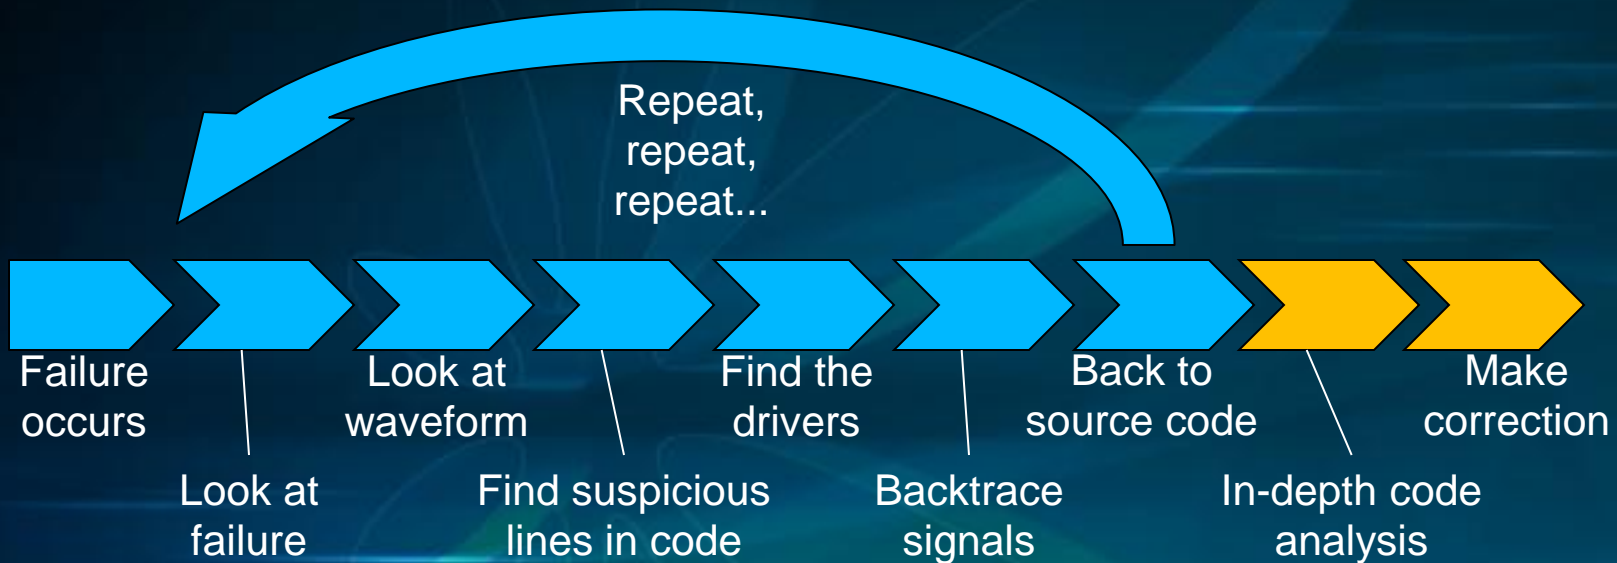 Repeat,
repeat,
repeat...
Failure
occurs
Look at
failure
Look at
waveform
Find suspicious
lines in code
Find the
drivers
Backtrace
signals
Back to
source code
In-depth code
analysis
Make
correction